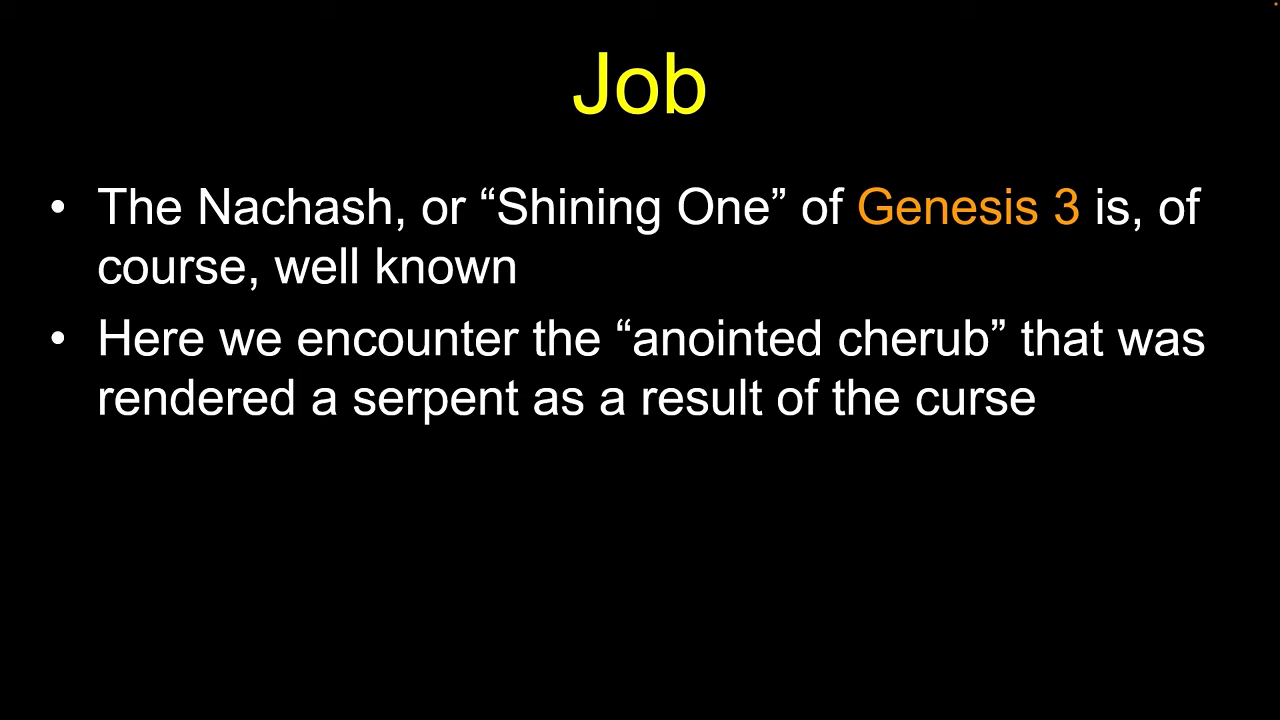 Job
• The Nachash, or “Shining One” of Genesis 3 is, of
course, well known
• Here we encounter the “anointed cherub” that was
rendered a serpent as a result of the curse